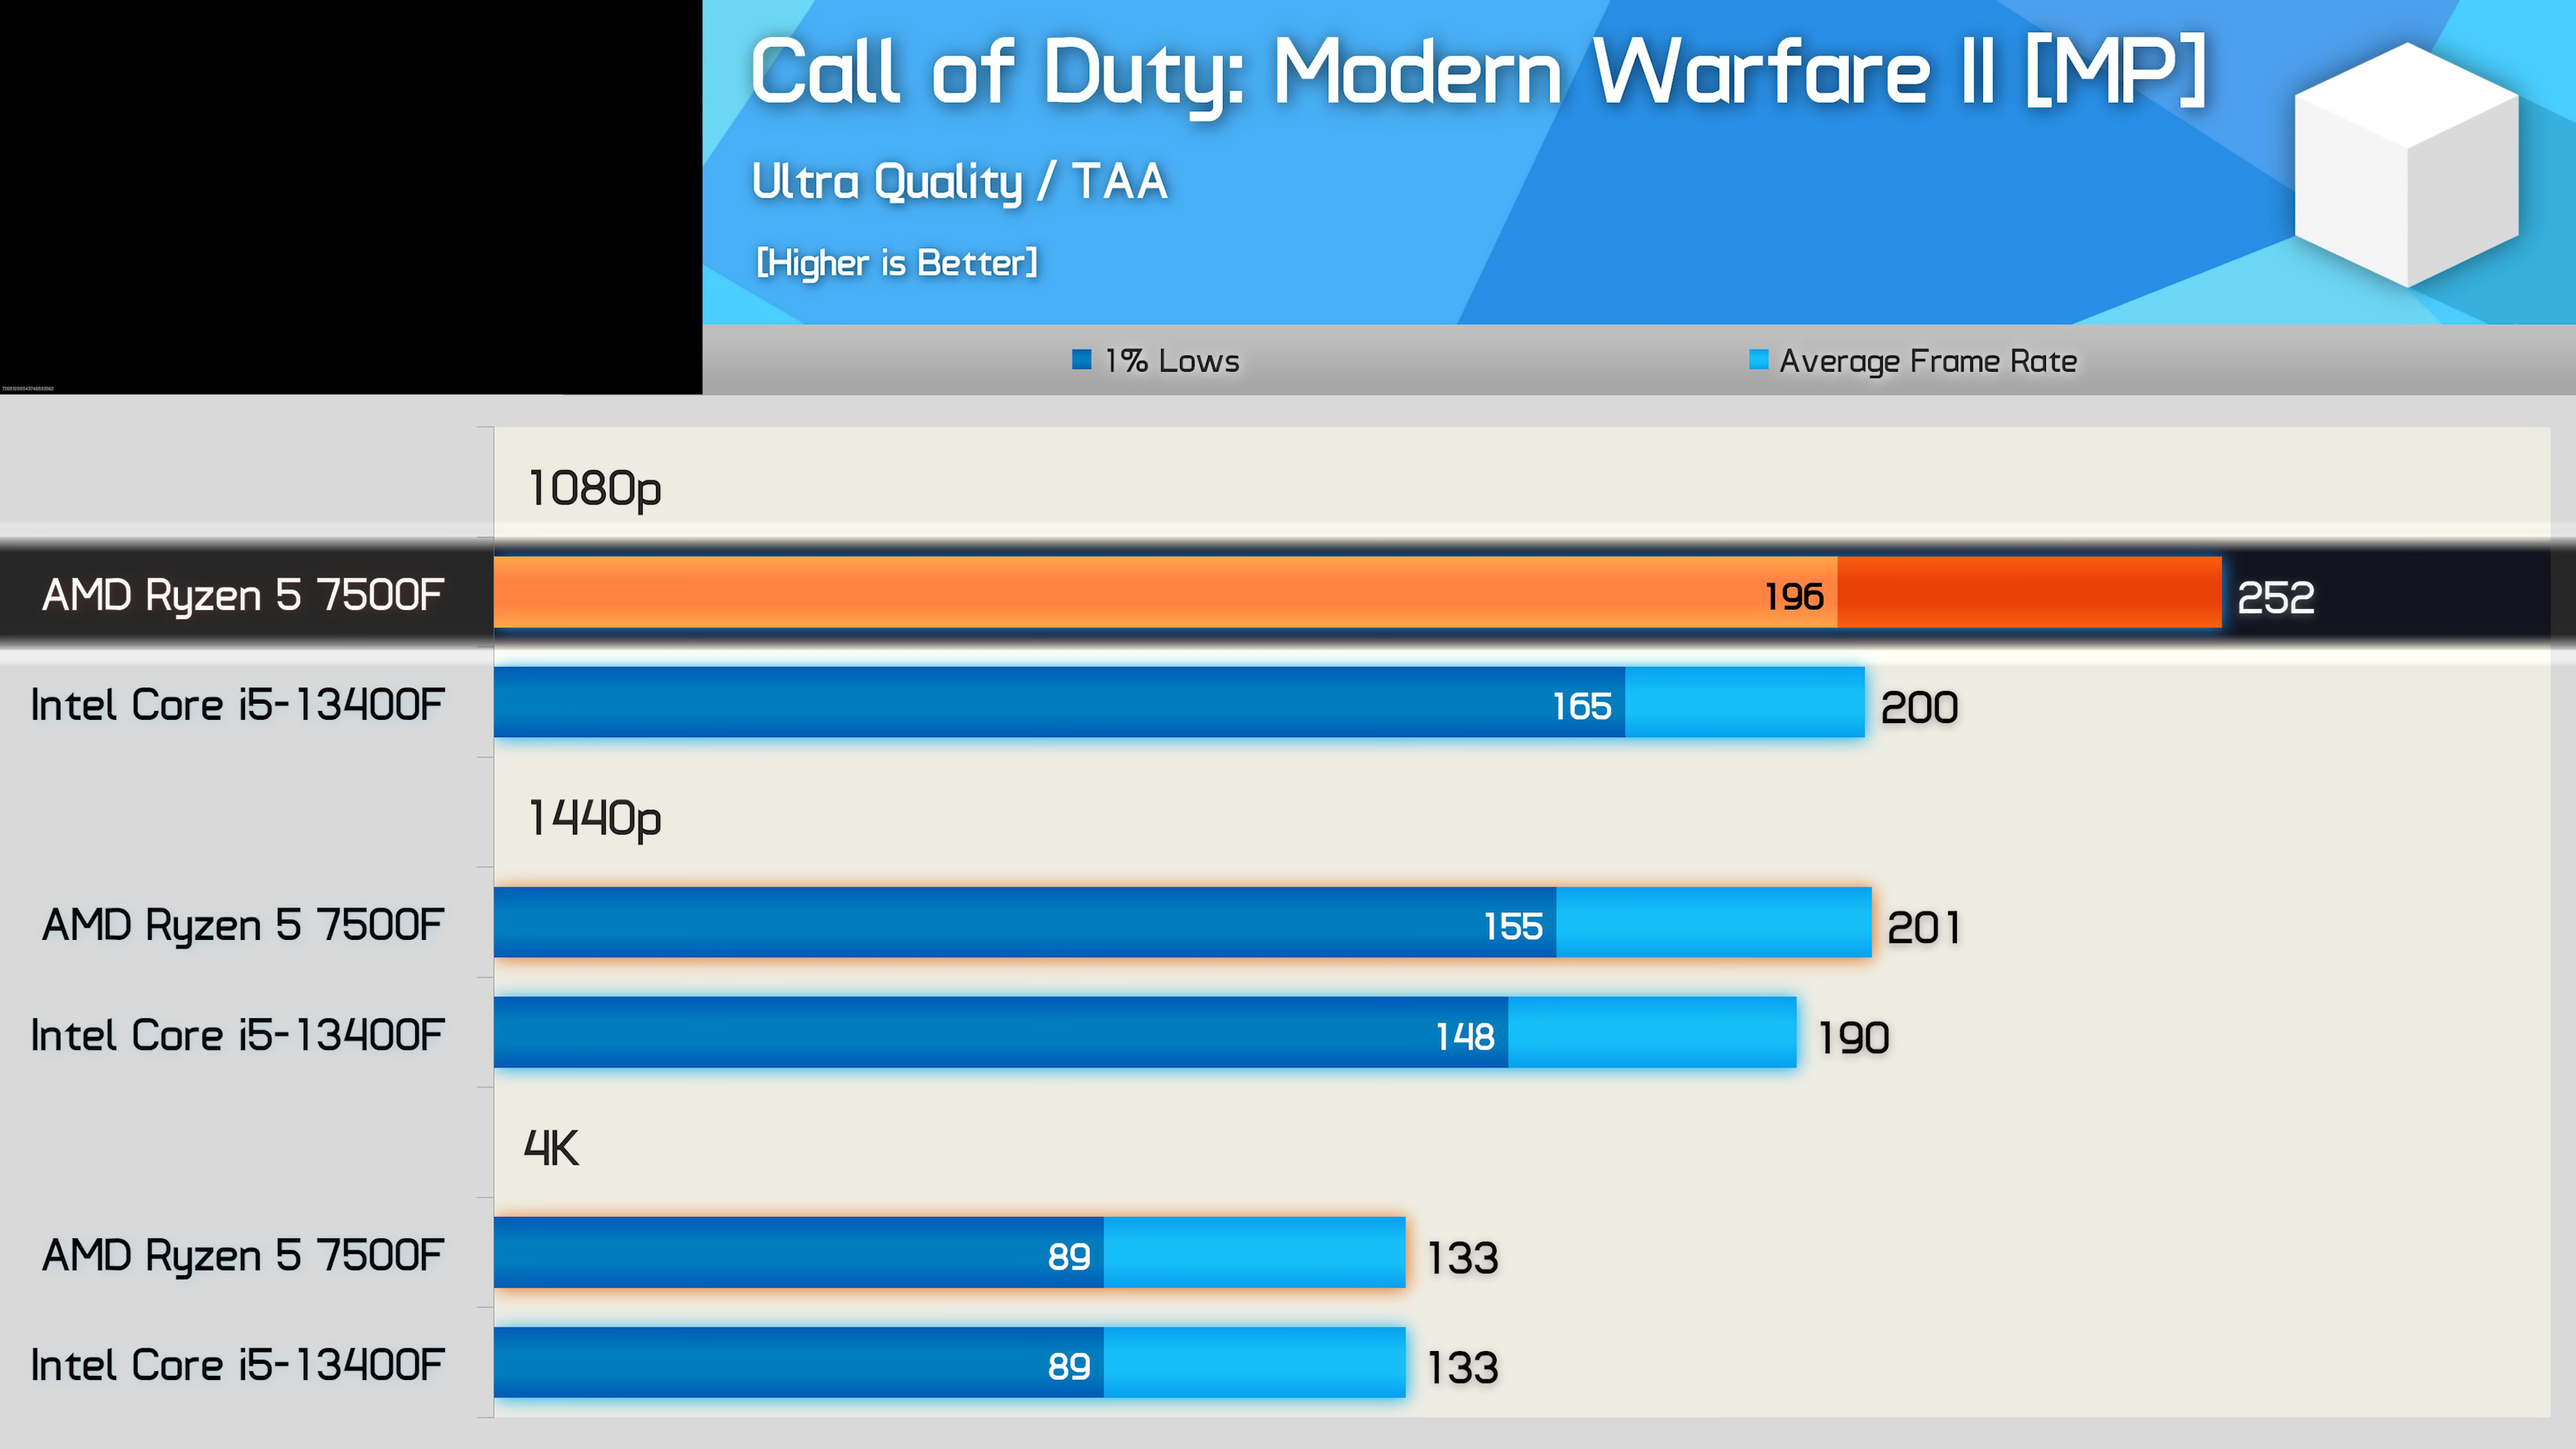 Call of Duty: Modern Warfare II [MP]
Ultra Quality / TAA
[Higher is Better]
1% Lows
Average Frame Rate
1080p
AMD Ryzen 5 7500F 196 252
Intel Core i5-13400F 165 200
1440p
AMD Ryzen 5 7500F 155 201
Intel Core i5-13400F 148 190
4K
AMD Ryzen 5 7500F 89 133
Intel Core i5-13400F 89 133